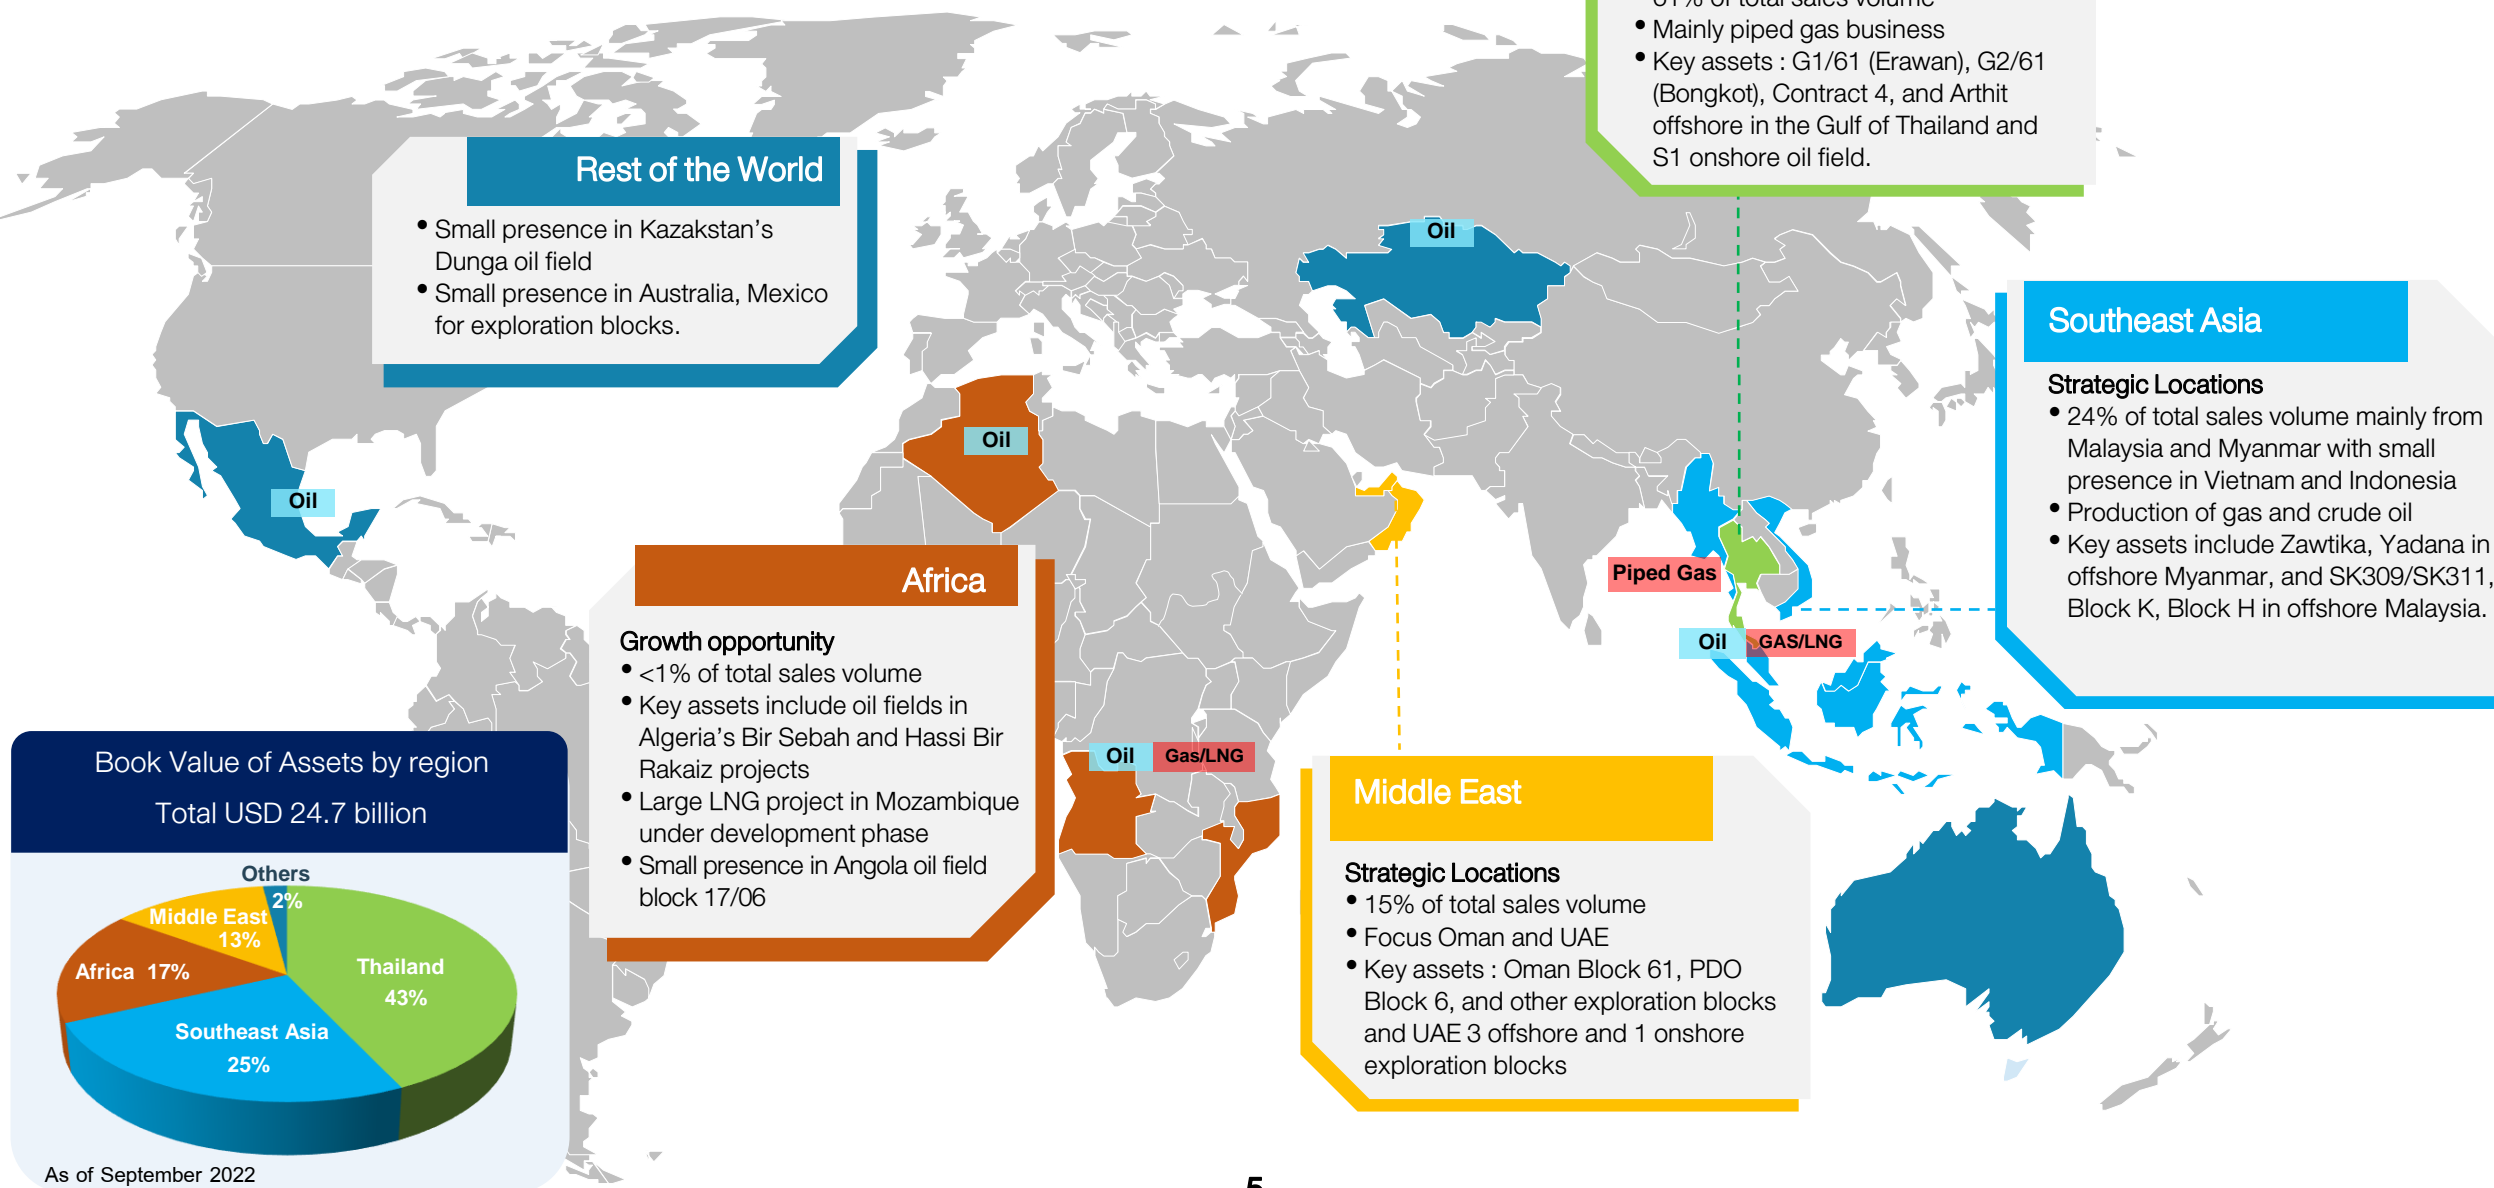 • Mainly piped gas business
• Key assets : G1/61 (Erawan), G2/61
(Bongkot), Contract 4, and Arthit
offshore in the Gulf of Thailand and
S1 onshore oil field.
Rest of the World
• Small presence in Kazakstan’s
Dunga oil field
• Small presence in Australia, Mexico
for exploration blocks.
Oil
Southeast Asia
Strategic Locations
• 24% of total sales volume mainly from
Malaysia and Myanmar with small
presence in Vietnam and Indonesia
• Production of gas and crude oil
• Key assets include Zawtika, Yadana in
offshore Myanmar, and SK309/SK311,
Block K, Block H in offshore Malaysia.
Oil
Oil
Piped Gas
Oil GAS/LNG
Africa
Growth opportunity
• <1% of total sales volume
• Key assets include oil fields in
Algeria’s Bir Sebah and Hassi Bir
Rakaiz projects
• Large LNG project in Mozambique
under development phase
• Small presence in Angola oil field
block 17/06
Oil Gas/LNG
Middle East
Strategic Locations
• 15% of total sales volume
• Focus Oman and UAE
• Key assets : Oman Block 61, PDO
Block 6, and other exploration blocks
and UAE 3 offshore and 1 onshore
exploration blocks
Book Value of Assets by region
Total USD 24.7 billion
Others
2%
Middle East
13%
Africa 17%
Thailand
43%
Southeast Asia
25%
As of September 2022